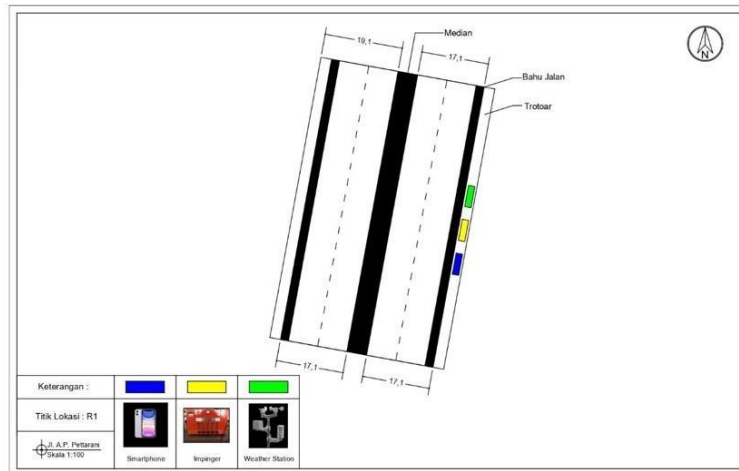 19,1
Median
17,1
Bahu Jalan
Trotoar
N
17,1
17,1
Keterangan :
Titik Lokasi : R1
Jl. A.P. Pettarani
Skala 1:100
Smartphone
Impinger
Weather Station